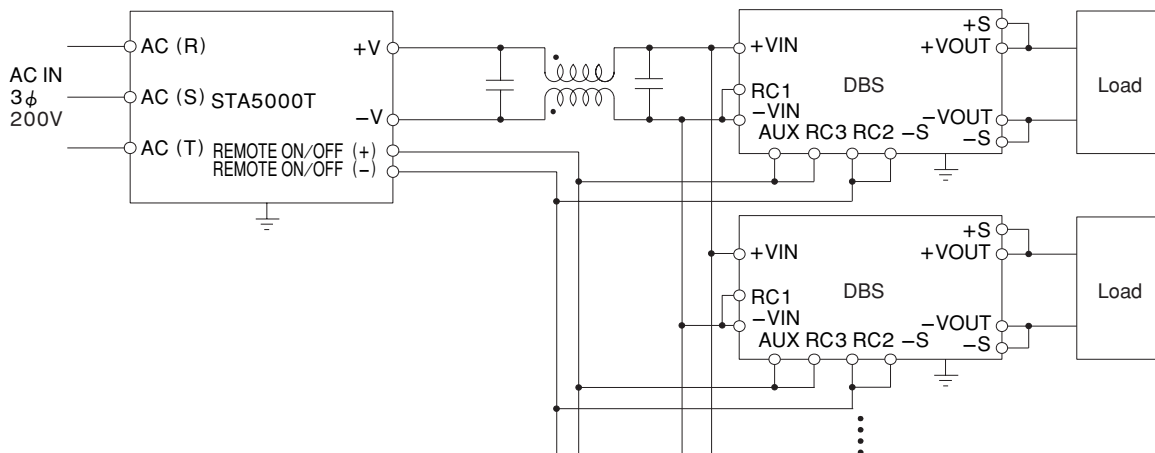 AC IN
3φ
200V
AC (R)
AC (S) STA5000T
AC (T)
+V
−V
REMOTE ON/OFF (+)
REMOTE ON/OFF (−)
+VIN
RC1
−VIN
DBS
AUX RC3 RC2 −S
+S
+VOUT
−VOUT
−S
Load
+VIN
RC1
−VIN
DBS
AUX RC3 RC2 −S
+S
+VOUT
−VOUT
−S
Load